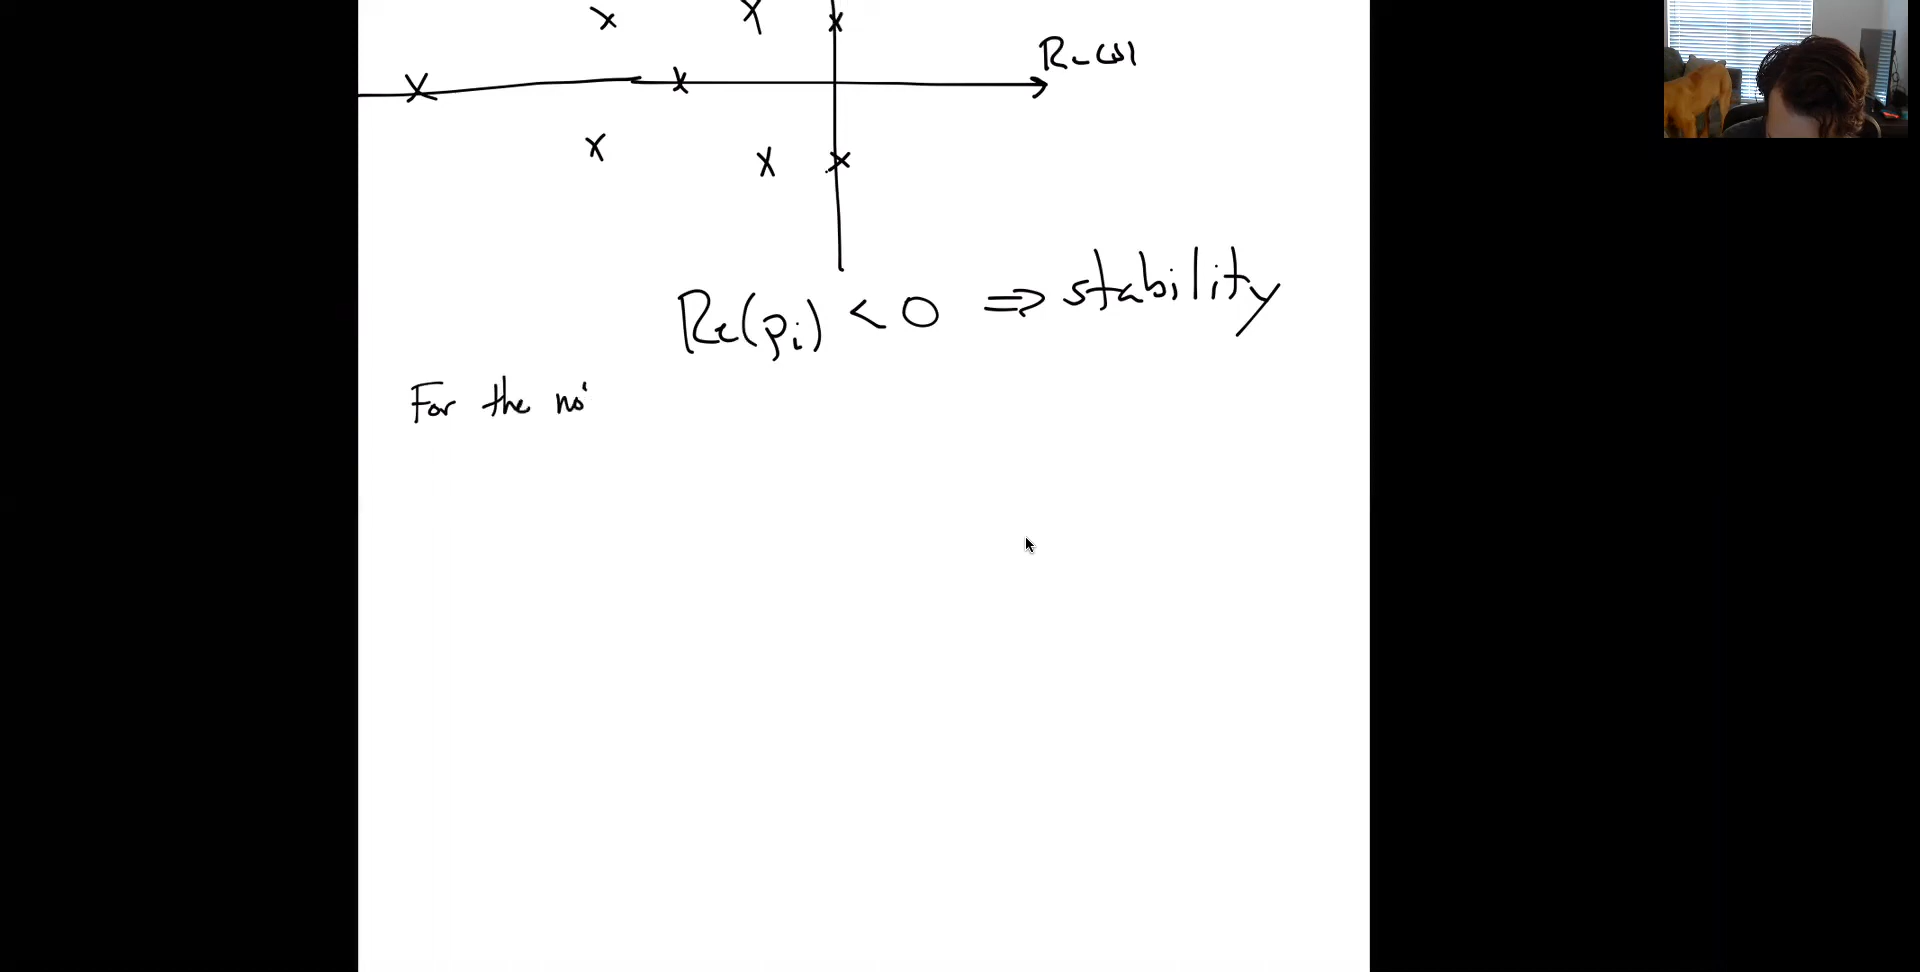 Re(s)
Re(pi) < 0 ⇒ stability
For the no